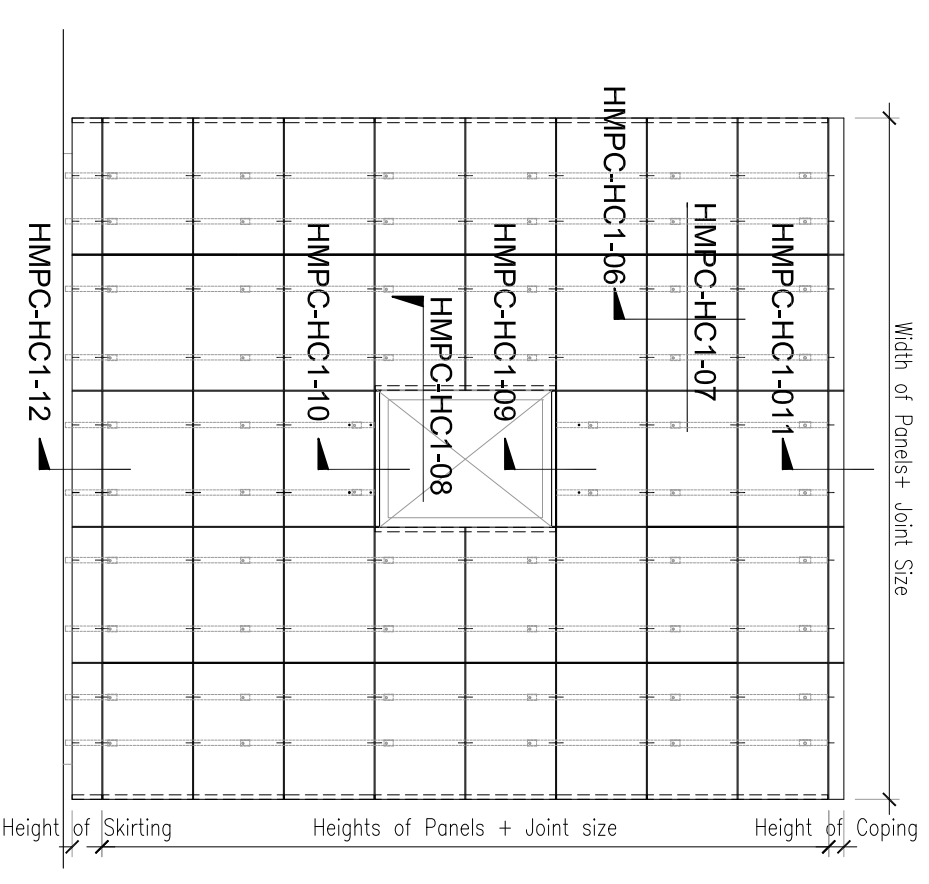 HMPC-HC1-06
HMPC-HC1-07
HMPC-HC1-011
HMPC-HC1-09
HMPC-HC1-08
HMPC-HC1-10
HMPC-HC1-12
Width of Panels+ Joint Size
Height of Skirting
Heights of Panels + Joint size
Height of Coping